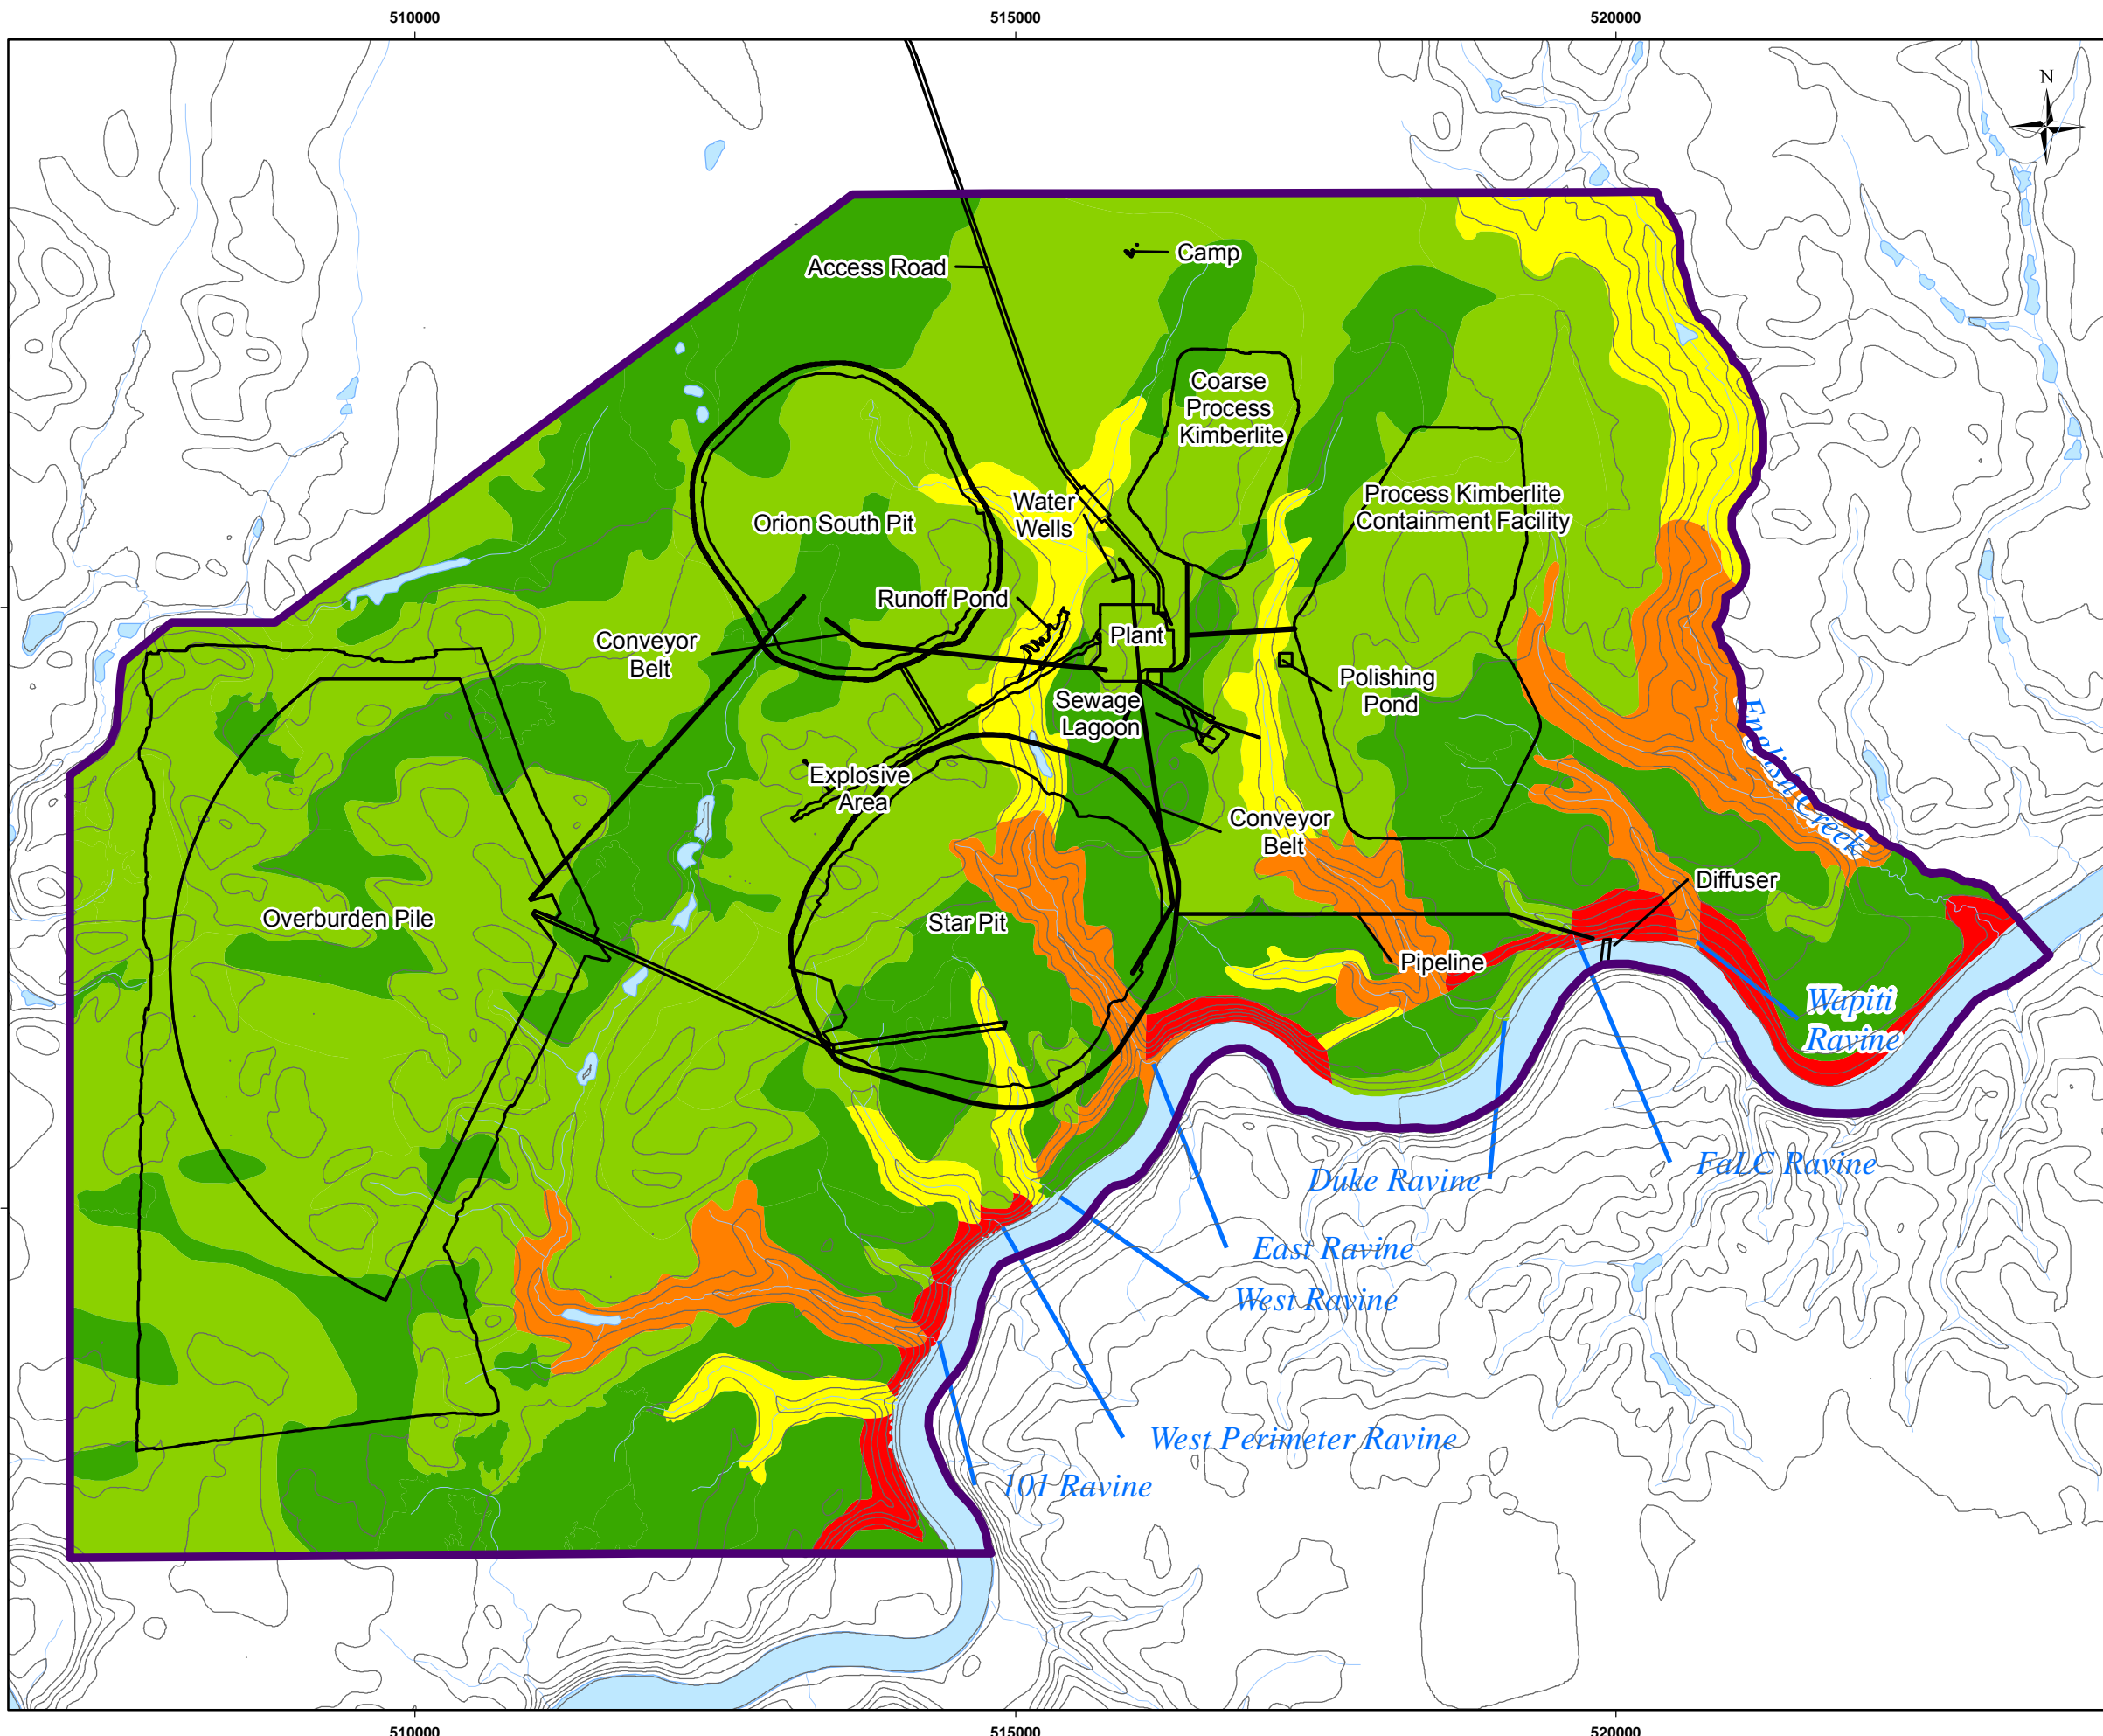 510000
515000
520000
N
Access Road
Camp
Coarse
Process
Kimberlite
Water
Wells
Process Kimberlite
Containment Facility
Orion South Pit
Runoff Pond
Conveyor
Belt
Plant
Polishing
Pond
Sewage
Lagoon
English Creek
Explosive
Area
Conveyor
Belt
Diffuser
Overburden Pile
Star Pit
Pipeline
Wapiti
Ravine
FaLC Ravine
Duke Ravine
East Ravine
West Ravine
West Perimeter Ravine
101 Ravine
510000
515000
520000